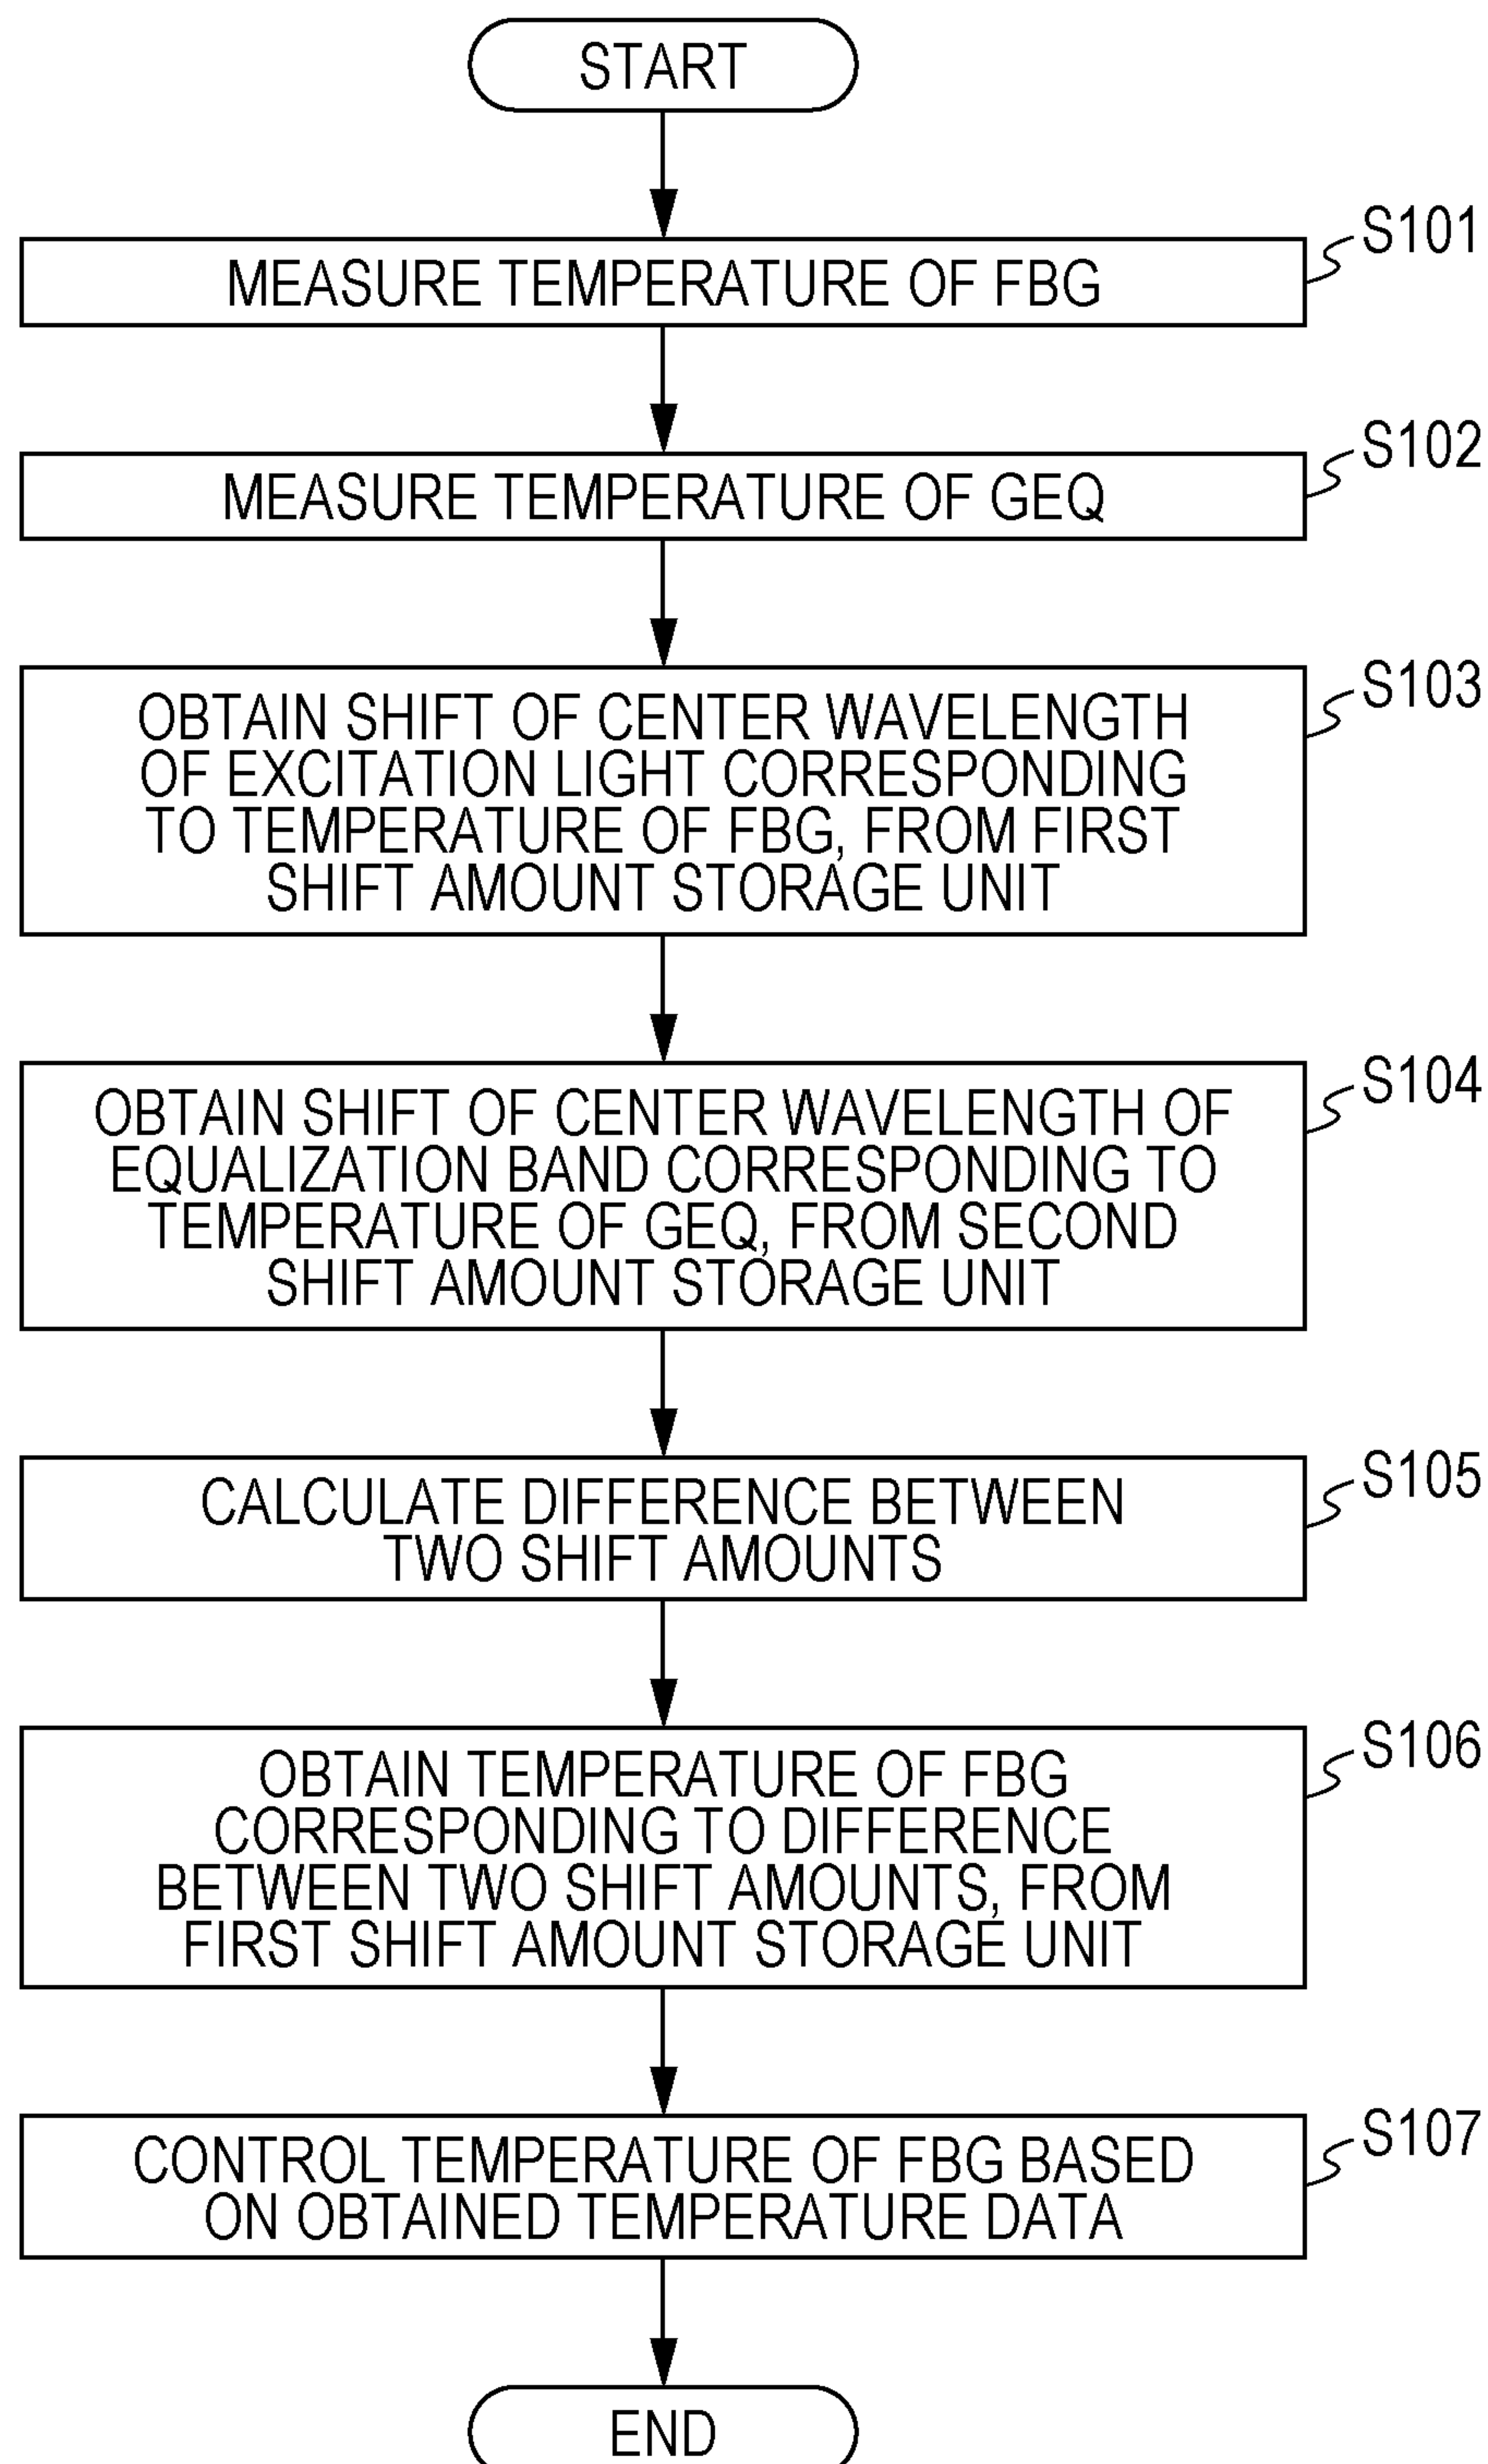 START
S101
MEASURE TEMPERATURE OF FBG
S102
MEASURE TEMPERATURE OF GEQ
S103
OBTAIN SHIFT OF CENTER WAVELENGTH
OF EXCITATION LIGHT CORRESPONDING
TO TEMPERATURE OF FBG, FROM FIRST
SHIFT AMOUNT STORAGE UNIT
S104
OBTAIN SHIFT OF CENTER WAVELENGTH OF
EQUALIZATION BAND CORRESPONDING TO
TEMPERATURE OF GEQ, FROM SECOND
SHIFT AMOUNT STORAGE UNIT
S105
CALCULATE DIFFERENCE BETWEEN
TWO SHIFT AMOUNTS
S106
OBTAIN TEMPERATURE OF FBG
CORRESPONDING TO DIFFERENCE
BETWEEN TWO SHIFT AMOUNTS, FROM
FIRST SHIFT AMOUNT STORAGE UNIT
S107
CONTROL TEMPERATURE OF FBG BASED
ON OBTAINED TEMPERATURE DATA
END